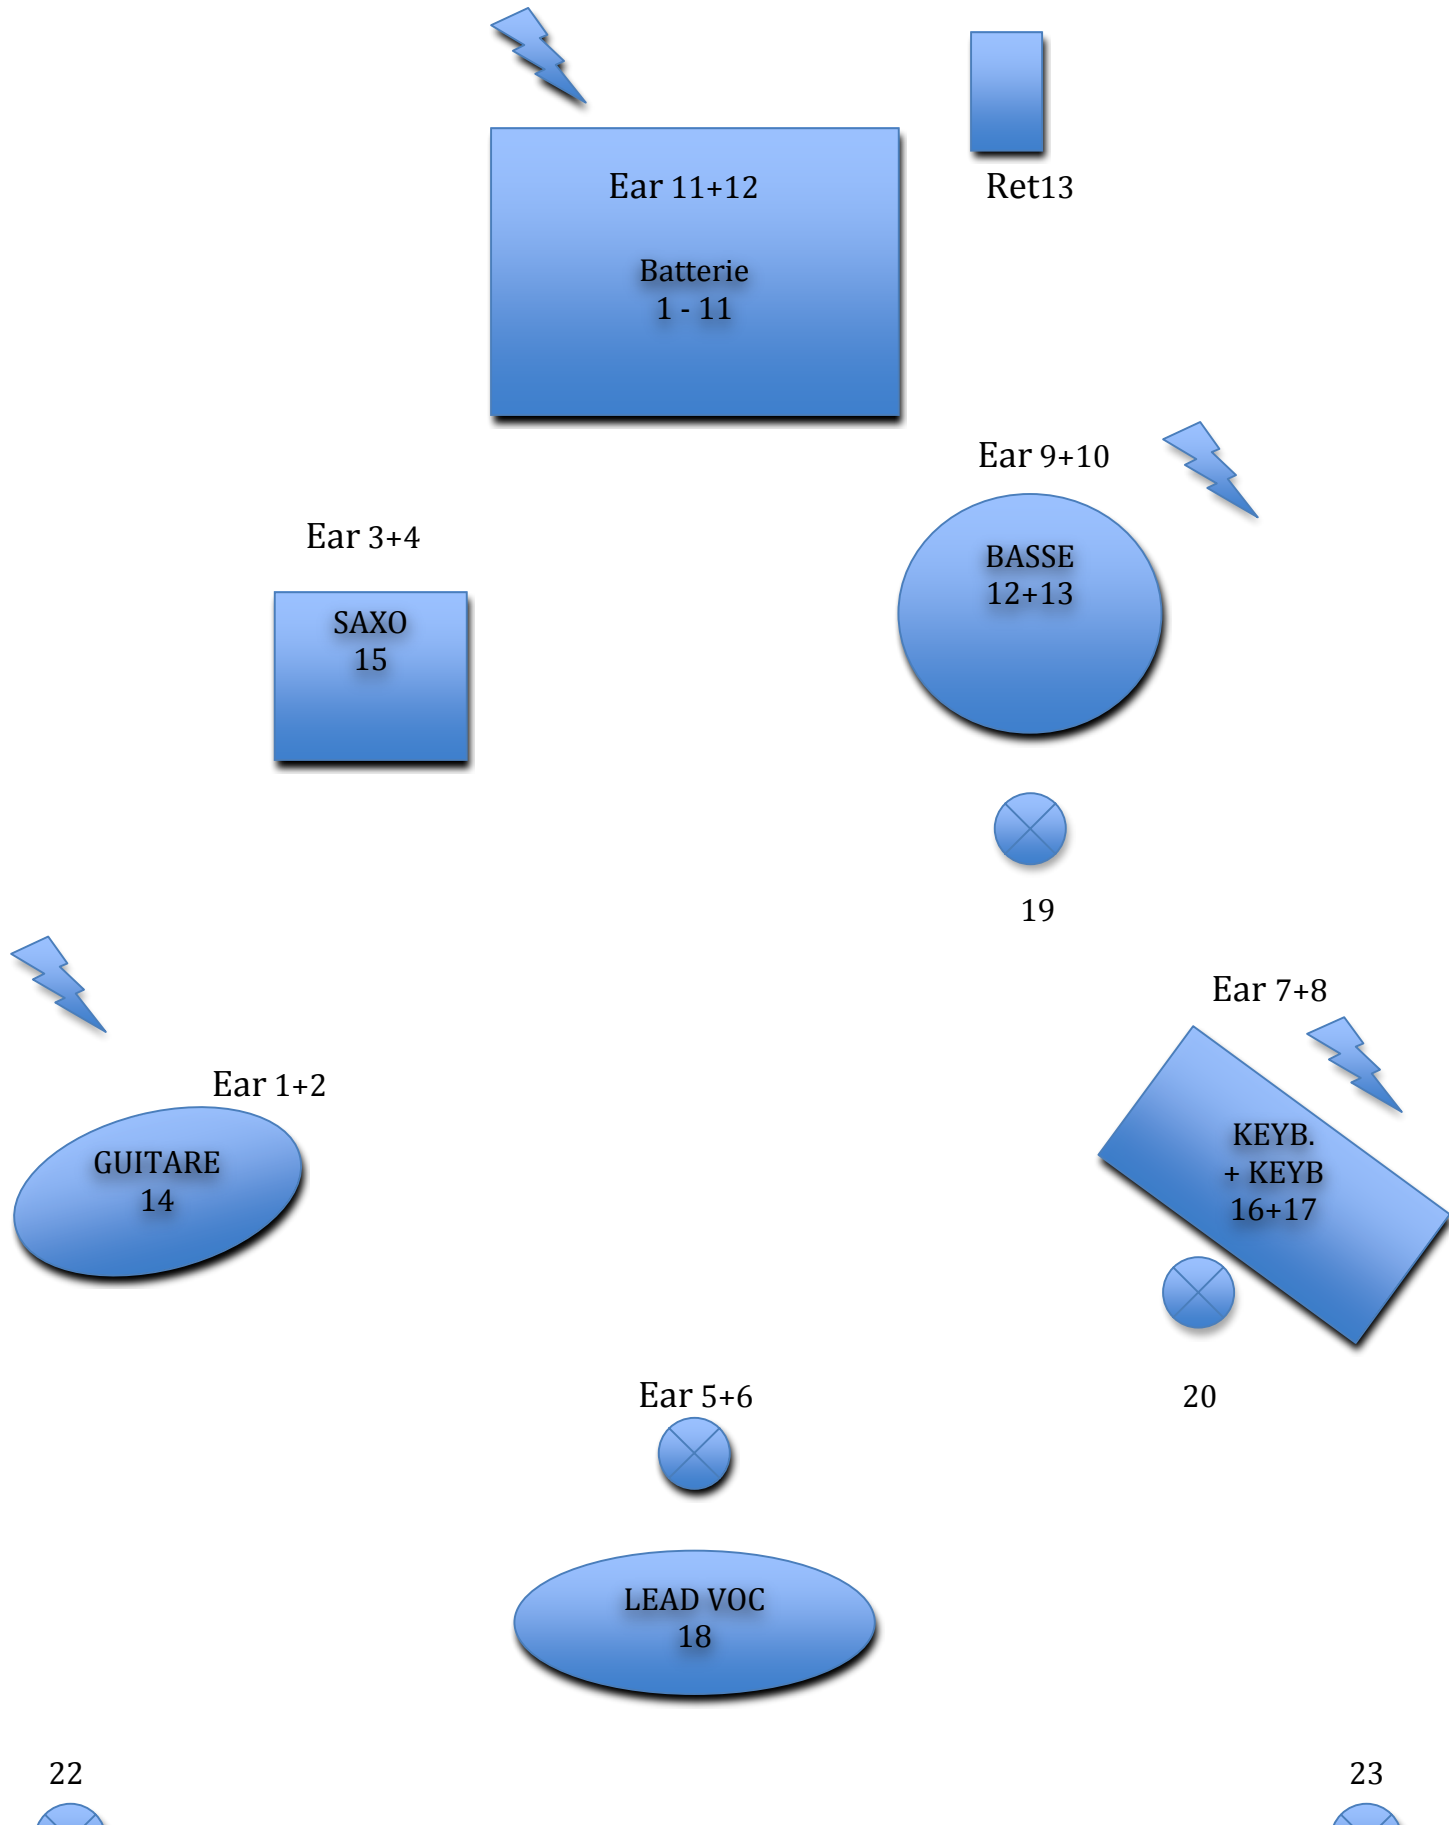 Ear 11+12
Ret13
Batterie
1 - 11
Ear 9+10
Ear 3+4
BASSE
12+13
SAXO
15
19
Ear 7+8
Ear 1+2
KEYB.
+ KEYB
16+17
GUITARE
14
Ear 5+6
20
LEAD VOC
18
22
23